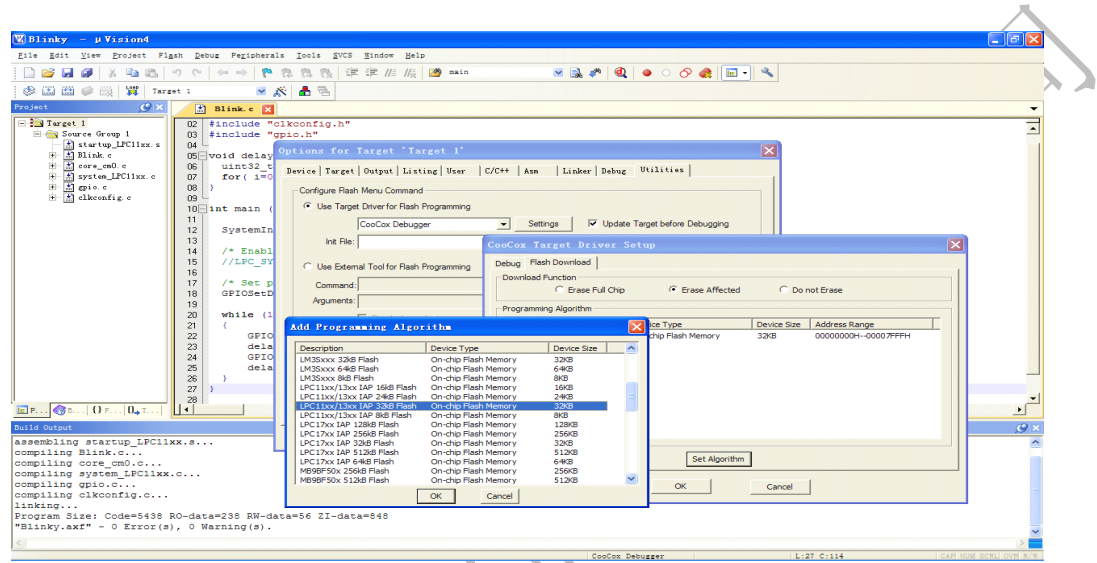 Blinky - µVision4
File Edit View Project Flash Debug Peripherals Tools SVCS Window Help
main
LOAD Target 1
Project
Blink.c
Target 1
Source Group 1
startup_LPC11xx.s
Blink.c
core_cm0.c
system_LPC11xx.c
gpio.c
clkconfig.c
02 #include "clkconfig.h"
03 #include "gpio.h"
04
05 void delay
06 uint32_t
07 for( i=0
08 }
09
10 int main (
11
12 SystemIn
13
14 /* Enabl
15 //LPC_SY
16
17 /* Set p
18 GPIOSetD
19
20 while (1
21 {
22 GPIO
23 dela
24 GPIO
25 dela
26 }
27 }
28
Options for Target 'Target 1'
Device Target Output Listing User C/C++ Asm Linker Debug Utilities
Configure Flash Menu Command
Use Target Driver for Flash Programming
CooCox Debugger Settings Update Target before Debugging
Init File:
Use External Tool for Flash Programming
Command:
Arguments:
CooCox Target Driver Setup
Debug Flash Download
Download Function
Erase Full Chip Erase Affected Do not Erase
Programming Algorithm
ice Type Device Size Address Range
chip Flash Memory 32KB 00000000H--00007FFFH
Set Algorithm
OK Cancel
Add Programming Algorithm
Description Device Type Device Size
LM3Sxxx 32kB Flash On-chip Flash Memory 32KB
LM3Sxxx 64kB Flash On-chip Flash Memory 64KB
LM3Sxxx 8kB Flash On-chip Flash Memory 8KB
LPC11xx/13xx IAP 16kB Flash On-chip Flash Memory 16KB
LPC11xx/13xx IAP 24kB Flash On-chip Flash Memory 24KB
LPC11xx/13xx IAP 32kB Flash On-chip Flash Memory 32KB
LPC11xx/13xx IAP 8kB Flash On-chip Flash Memory 8KB
LPC17xx IAP 128kB Flash On-chip Flash Memory 128KB
LPC17xx IAP 256kB Flash On-chip Flash Memory 256KB
LPC17xx IAP 32kB Flash On-chip Flash Memory 32KB
LPC17xx IAP 512kB Flash On-chip Flash Memory 512KB
LPC17xx IAP 64kB Flash On-chip Flash Memory 64KB
MB9BF50x 256kB Flash On-chip Flash Memory 256KB
MB9BF50x 512kB Flash On-chip Flash Memory 512KB
OK Cancel
P... B... {} F... 0→ T...
Build Output
assembling startup_LPC11xx.s...
compiling Blink.c...
compiling core_cm0.c...
compiling system_LPC11xx.c...
compiling gpio.c...
compiling clkconfig.c...
linking...
Program Size: Code=5438 RO-data=238 RW-data=56 ZI-data=848
"Blinky.axf" - 0 Error(s), 0 Warning(s).
CooCox Debugger L:27 C:114 CAP NUM SCRL OVR R/W